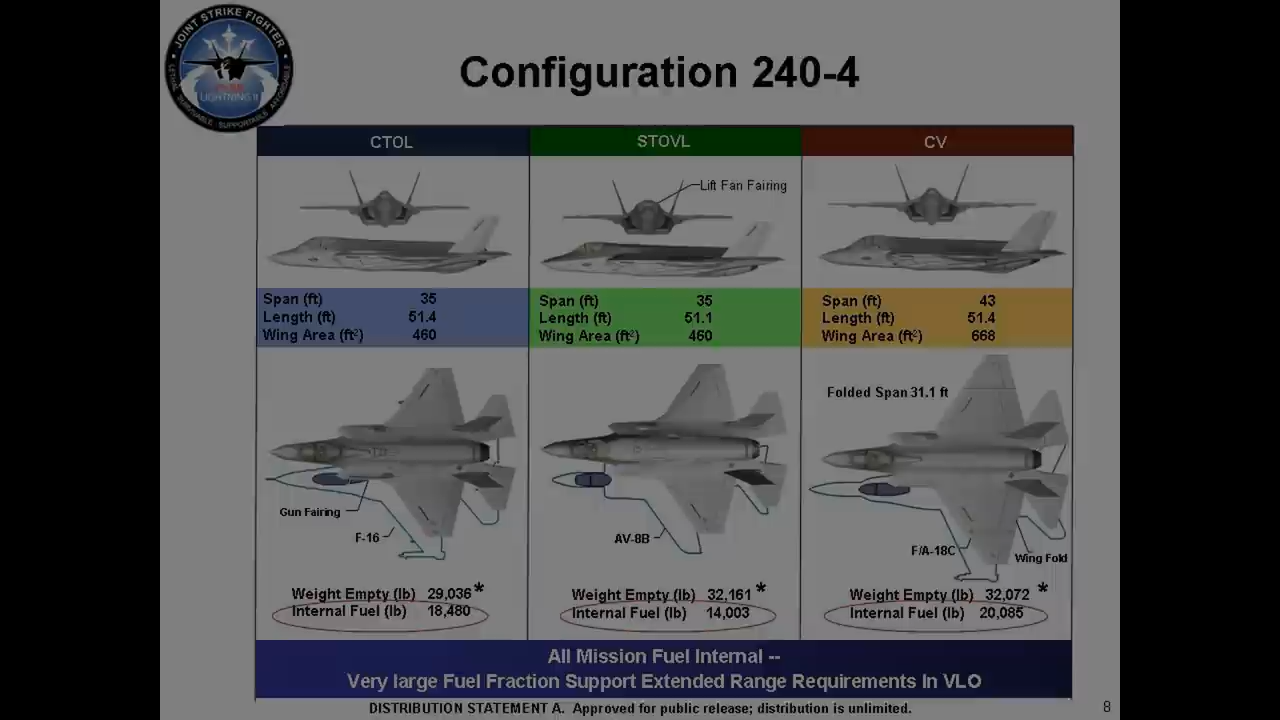 JOINT STRIKE FIGHTER
LIGHTNING II
LETHAL · SURVIVABLE · SUPPORTABLE · AFFORDABLE
Configuration 240-4
CTOL STOVL CV
Lift Fan Fairing
Span (ft) 35
Length (ft) 51.4
Wing Area (ft²) 460
Span (ft) 35
Length (ft) 51.1
Wing Area (ft²) 460
Span (ft) 43
Length (ft) 51.4
Wing Area (ft²) 668
Folded Span 31.1 ft
Gun Fairing
F-16
AV-8B
F/A-18C
Wing Fold
Weight Empty (lb) 29,036*
Internal Fuel (lb) 18,480
Weight Empty (lb) 32,161*
Internal Fuel (lb) 14,003
Weight Empty (lb) 32,072*
Internal Fuel (lb) 20,085
All Mission Fuel Internal --
Very large Fuel Fraction Support Extended Range Requirements In VLO
DISTRIBUTION STATEMENT A. Approved for public release; distribution is unlimited.
8